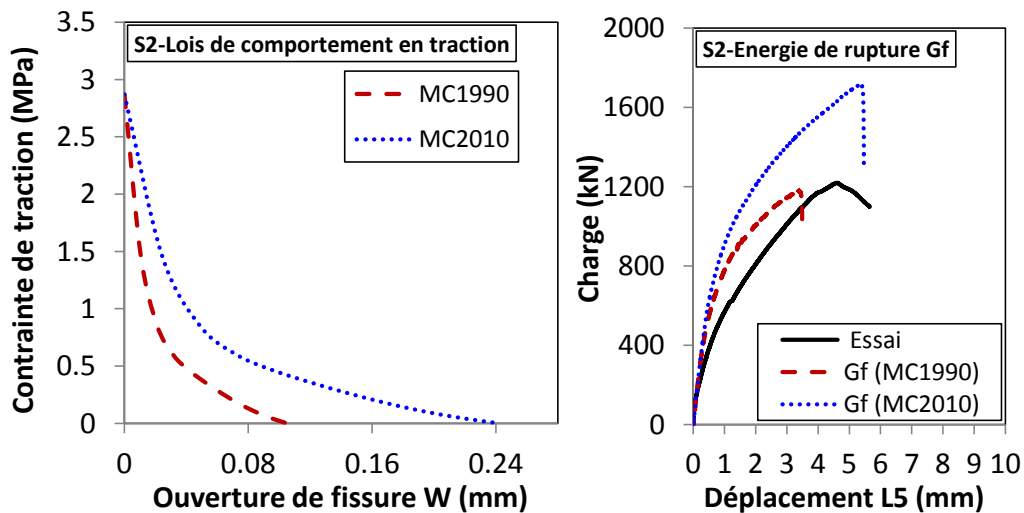 S2-Lois de comportement en traction
MC1990
MC2010
Contrainte de traction (MPa)
3.5
3
2.5
2
1.5
1
0.5
0
0 0.08 0.16 0.24
Ouverture de fissure W (mm)
S2-Energie de rupture Gf
Charge (kN)
2000
1600
1200
800
400
0
Essai
Gf (MC1990)
Gf (MC2010)
0 1 2 3 4 5 6 7 8 9 10
Déplacement L5 (mm)